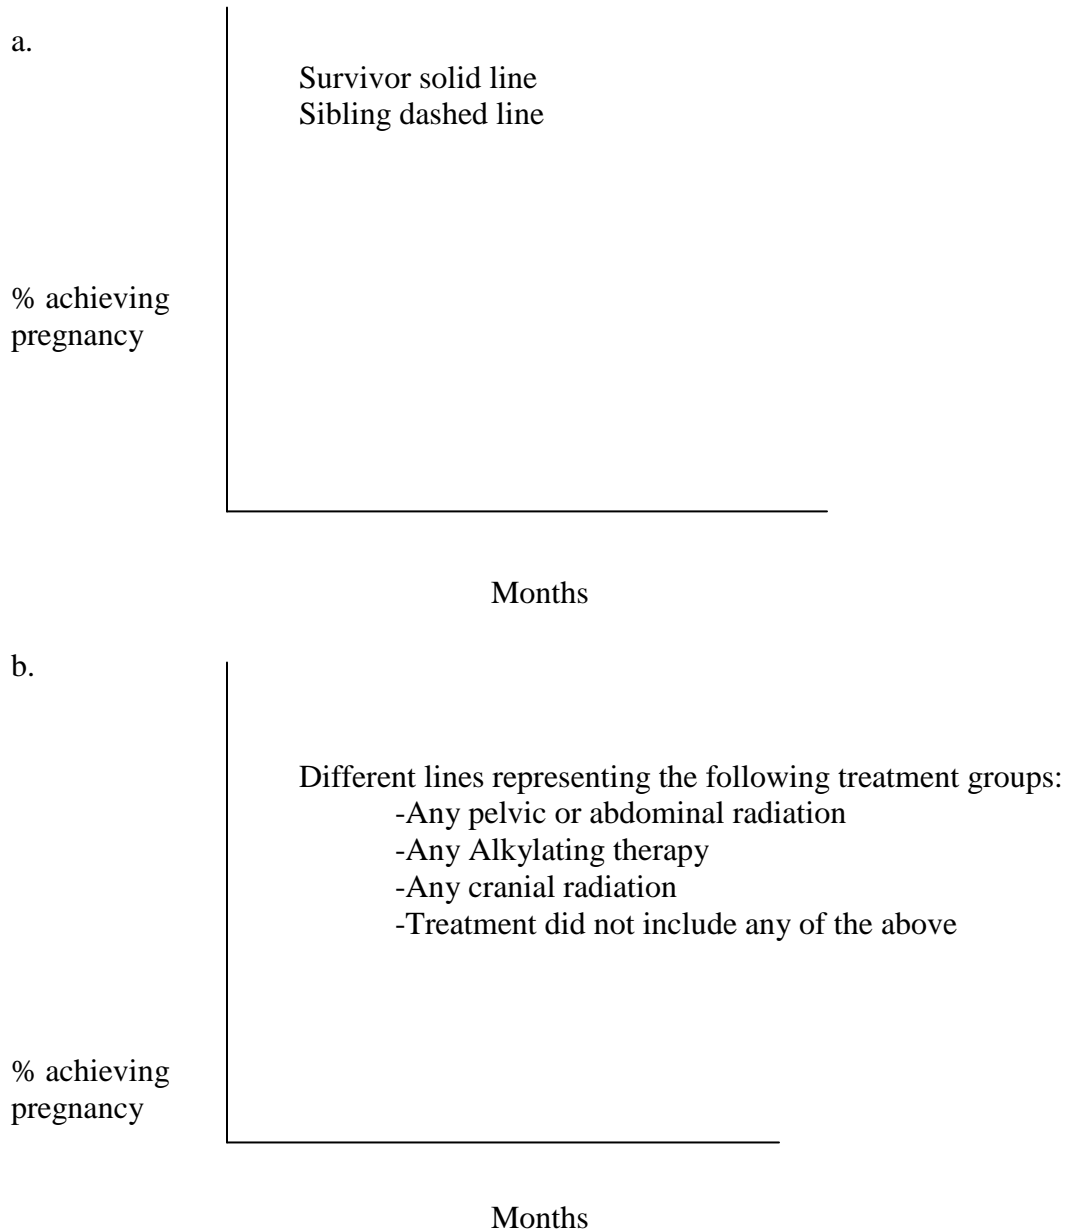 a.
Survivor solid line
Sibling dashed line
% achieving
pregnancy
Months
b.
Different lines representing the following treatment groups:
-Any pelvic or abdominal radiation
-Any Alkylating therapy
-Any cranial radiation
-Treatment did not include any of the above
% achieving
pregnancy
Months